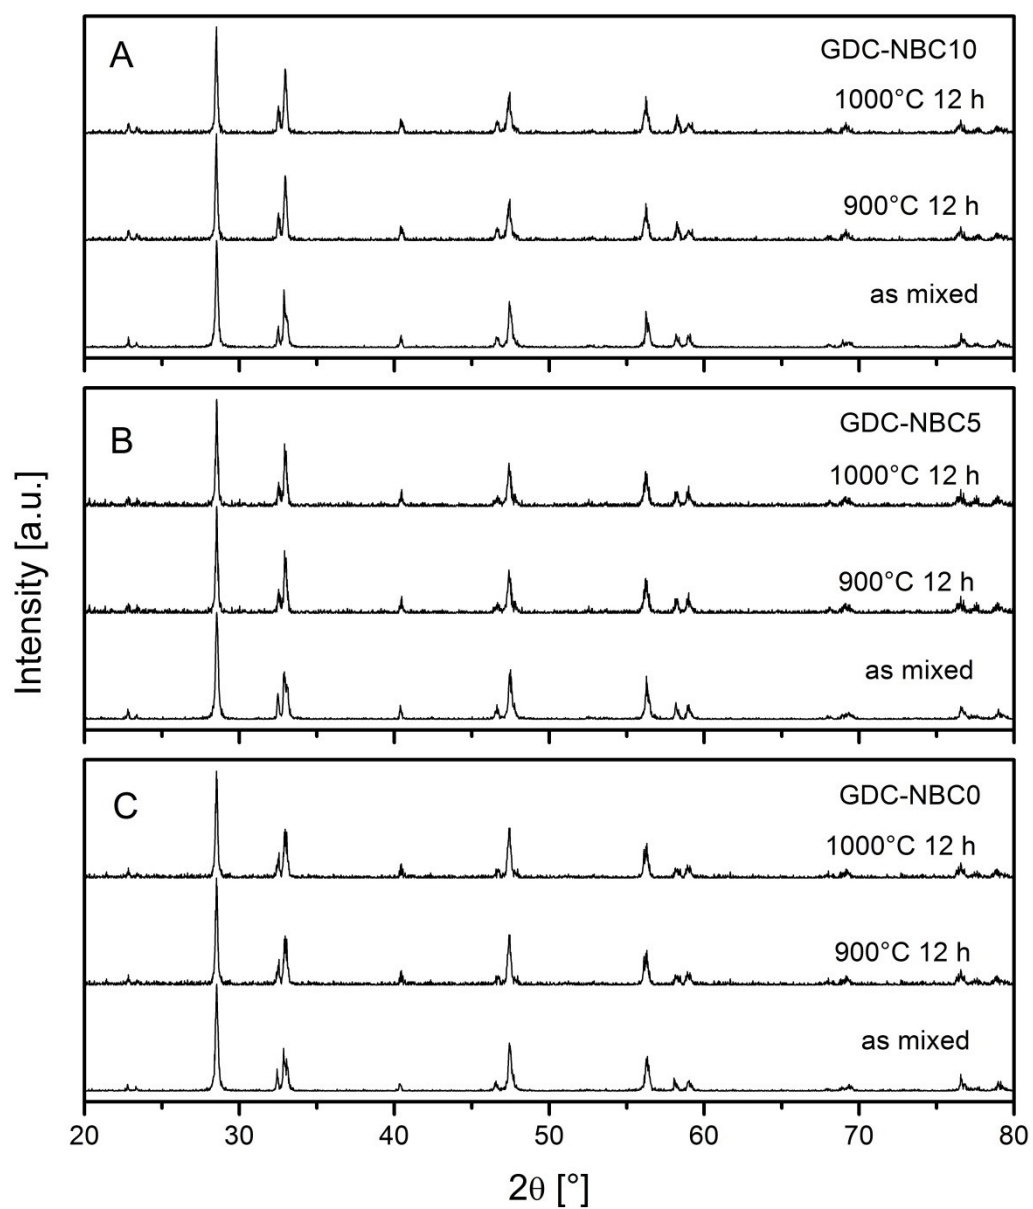 A
GDC-NBC10
1000°C 12 h
900°C 12 h
as mixed
B
GDC-NBC5
1000°C 12 h
900°C 12 h
as mixed
C
GDC-NBC0
1000°C 12 h
900°C 12 h
as mixed
Intensity [a.u.]
20 30 40 50 60 70 80
2θ [°]